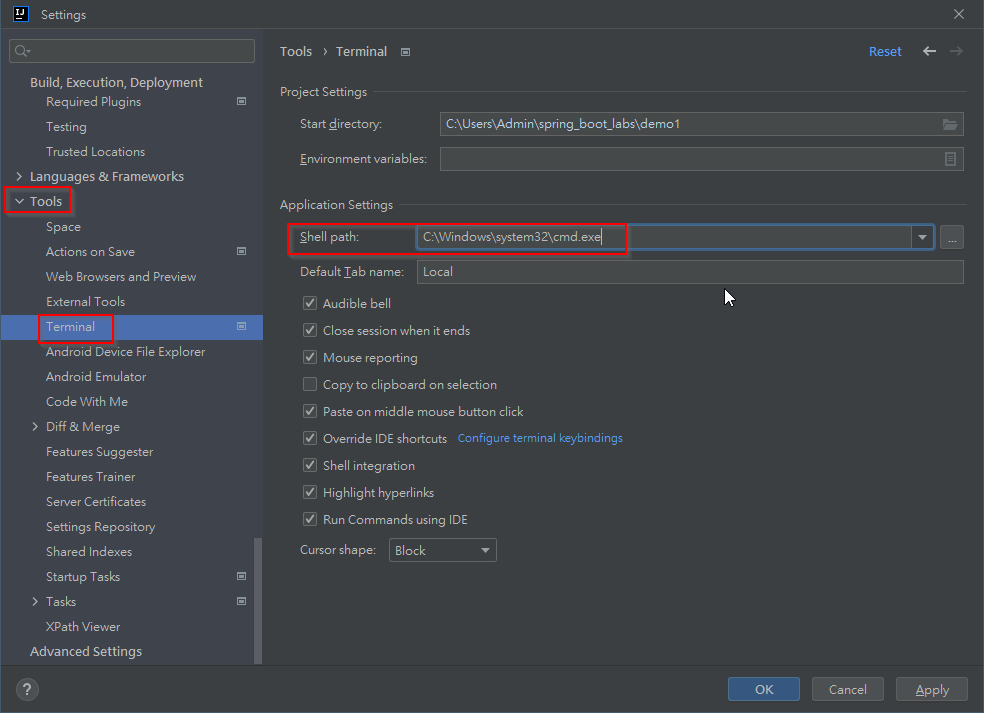 IJ
Settings
Build, Execution, Deployment
Required Plugins
Testing
Trusted Locations
Languages & Frameworks
Tools
Space
Actions on Save
Web Browsers and Preview
External Tools
Terminal
Android Device File Explorer
Android Emulator
Code With Me
Diff & Merge
Features Suggester
Features Trainer
Server Certificates
Settings Repository
Shared Indexes
Startup Tasks
Tasks
XPath Viewer
Advanced Settings
Tools › Terminal
Reset
Project Settings
Start directory: C:\Users\Admin\spring_boot_labs\demo1
Environment variables:
Application Settings
Shell path: C:\Windows\system32\cmd.exe
...
Default Tab name: Local
Audible bell
Close session when it ends
Mouse reporting
Copy to clipboard on selection
Paste on middle mouse button click
Override IDE shortcuts Configure terminal keybindings
Shell integration
Highlight hyperlinks
Run Commands using IDE
Cursor shape: Block
?
OK Cancel Apply